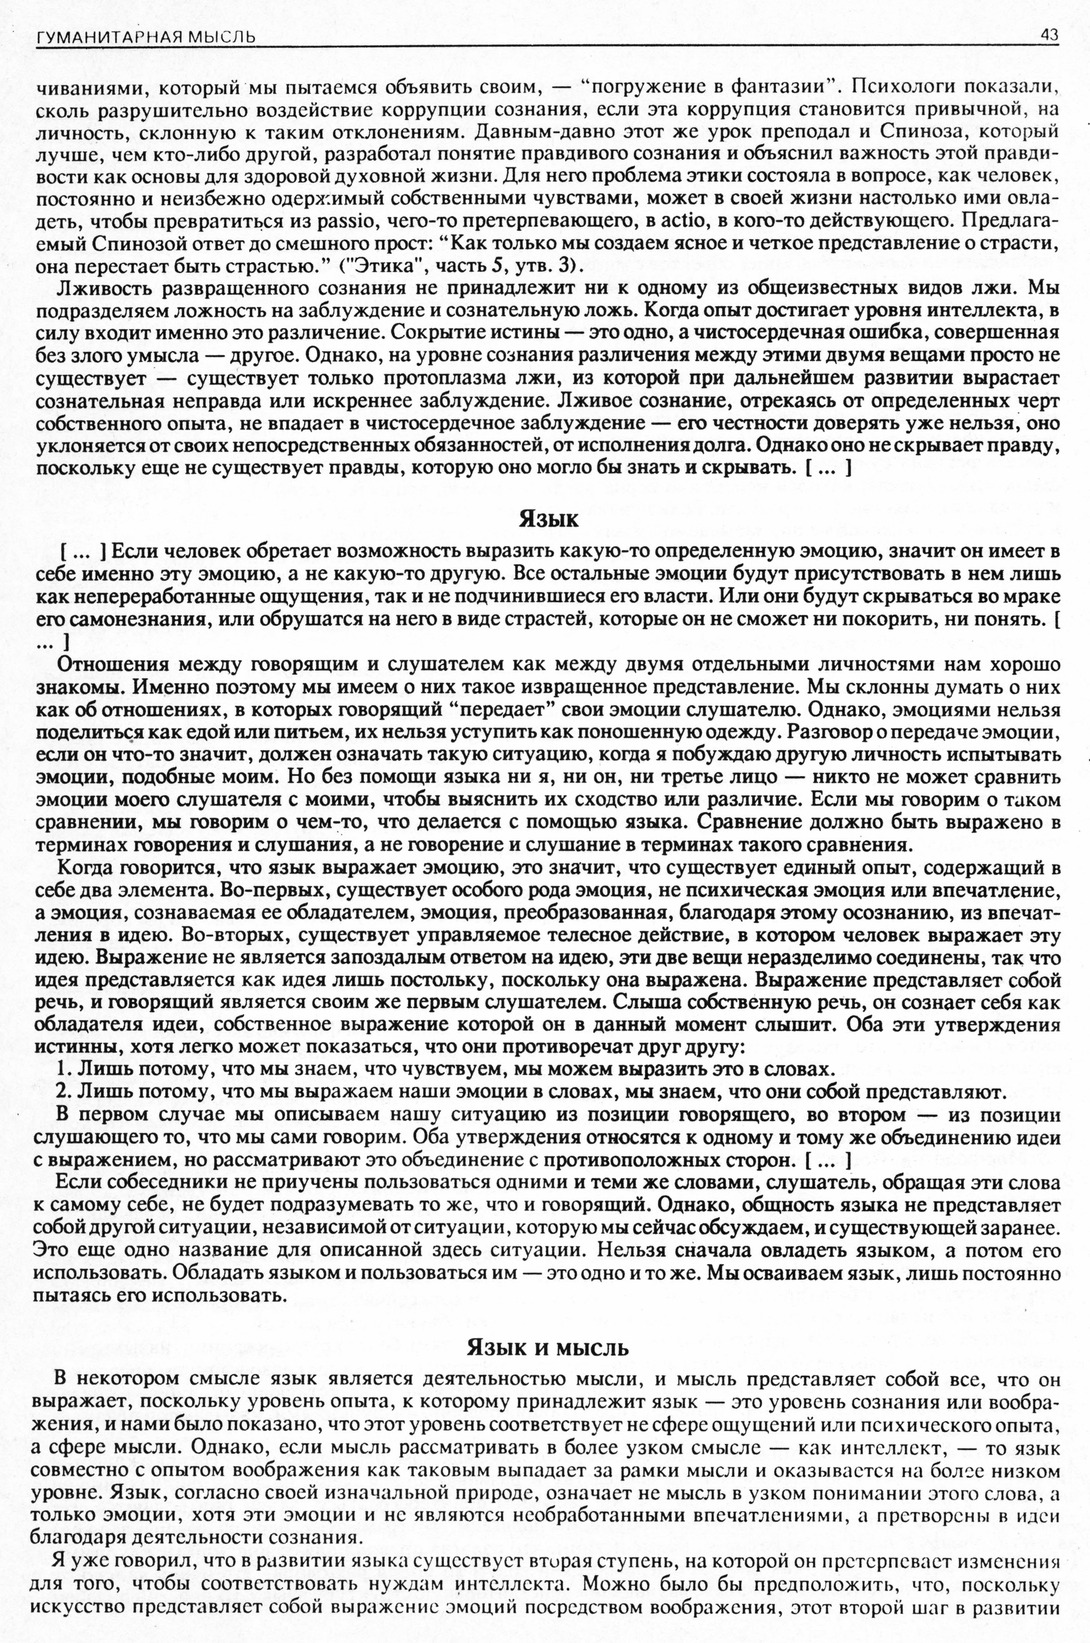 ГУМАНИТАРНАЯ МЫСЛЬ 43
чиваниями, который мы пытаемся объявить своим, — “погружение в фантазии”. Психологи показали,
сколь разрушительно воздействие коррупции сознания, если эта коррупция становится привычной, на
личность, склонную к таким отклонениям. Давным-давно этот же урок преподал и Спиноза, который
лучше, чем кто-либо другой, разработал понятие правдивого сознания и объяснил важность этой правди-
вости как основы для здоровой духовной жизни. Для него проблема этики состояла в вопросе, как человек,
постоянно и неизбежно одержимый собственными чувствами, может в своей жизни настолько ими овла-
деть, чтобы превратиться из passio, чего-то претерпевающего, в actio, в кого-то действующего. Предлага-
емый Спинозой ответ до смешного прост: “Как только мы создаем ясное и четкое представление о страсти,
она перестает быть страстью.” ("Этика", часть 5, утв. 3).
Лживость развращенного сознания не принадлежит ни к одному из общеизвестных видов лжи. Мы
подразделяем ложность на заблуждение и сознательную ложь. Когда опыт достигает уровня интеллекта, в
силу входит именно это различение. Сокрытие истины — это одно, а чистосердечная ошибка, совершенная
без злого умысла — другое. Однако, на уровне сознания различения между этими двумя вещами просто не
существует — существует только протоплазма лжи, из которой при дальнейшем развитии вырастает
сознательная неправда или искреннее заблуждение. Лживое сознание, отрекаясь от определенных черт
собственного опыта, не впадает в чистосердечное заблуждение — его честности доверять уже нельзя, оно
уклоняется от своих непосредственных обязанностей, от исполнения долга. Однако оно не скрывает правду,
поскольку еще не существует правды, которую оно могло бы знать и скрывать. [ ... ]
Язык
[ ... ] Если человек обретает возможность выразить какую-то определенную эмоцию, значит он имеет в
себе именно эту эмоцию, а не какую-то другую. Все остальные эмоции будут присутствовать в нем лишь
как непереработанные ощущения, так и не подчинившиеся его власти. Или они будут скрываться во мраке
его самонезнания, или обрушатся на него в виде страстей, которые он не сможет ни покорить, ни понять. [
... ]
Отношения между говорящим и слушателем как между двумя отдельными личностями нам хорошо
знакомы. Именно поэтому мы имеем о них такое извращенное представление. Мы склонны думать о них
как об отношениях, в которых говорящий “передает” свои эмоции слушателю. Однако, эмоциями нельзя
поделиться как едой или питьем, их нельзя уступить как поношенную одежду. Разговор о передаче эмоции,
если он что-то значит, должен означать такую ситуацию, когда я побуждаю другую личность испытывать
эмоции, подобные моим. Но без помощи языка ни я, ни он, ни третье лицо — никто не может сравнить
эмоции моего слушателя с моими, чтобы выяснить их сходство или различие. Если мы говорим о таком
сравнении, мы говорим о чем-то, что делается с помощью языка. Сравнение должно быть выражено в
терминах говорения и слушания, а не говорение и слушание в терминах такого сравнения.
Когда говорится, что язык выражает эмоцию, это значит, что существует единый опыт, содержащий в
себе два элемента. Во-первых, существует особого рода эмоция, не психическая эмоция или впечатление,
а эмоция, сознаваемая ее обладателем, эмоция, преобразованная, благодаря этому осознанию, из впечат-
ления в идею. Во-вторых, существует управляемое телесное действие, в котором человек выражает эту
идею. Выражение не является запоздалым ответом на идею, эти две вещи неразделимо соединены, так что
идея представляется как идея лишь постольку, поскольку она выражена. Выражение представляет собой
речь, и говорящий является своим же первым слушателем. Слыша собственную речь, он сознает себя как
обладателя идеи, собственное выражение которой он в данный момент слышит. Оба эти утверждения
истинны, хотя легко может показаться, что они противоречат друг другу:
1. Лишь потому, что мы знаем, что чувствуем, мы можем выразить это в словах.
2. Лишь потому, что мы выражаем наши эмоции в словах, мы знаем, что они собой представляют.
В первом случае мы описываем нашу ситуацию из позиции говорящего, во втором — из позиции
слушающего то, что мы сами говорим. Оба утверждения относятся к одному и тому же объединению идеи
с выражением, но рассматривают это объединение с противоположных сторон. [ ... ]
Если собеседники не приучены пользоваться одними и теми же словами, слушатель, обращая эти слова
к самому себе, не будет подразумевать то же, что и говорящий. Однако, общность языка не представляет
собой другой ситуации, независимой от ситуации, которую мы сейчас обсуждаем, и существующей заранее.
Это еще одно название для описанной здесь ситуации. Нельзя сначала овладеть языком, а потом его
использовать. Обладать языком и пользоваться им — это одно и то же. Мы осваиваем язык, лишь постоянно
пытаясь его использовать.
Язык и мысль
В некотором смысле язык является деятельностью мысли, и мысль представляет собой все, что он
выражает, поскольку уровень опыта, к которому принадлежит язык — это уровень сознания или вообра-
жения, и нами было показано, что этот уровень соответствует не сфере ощущений или психического опыта,
а сфере мысли. Однако, если мысль рассматривать в более узком смысле — как интеллект, — то язык
совместно с опытом воображения как таковым выпадает за рамки мысли и оказывается на более низком
уровне. Язык, согласно своей изначальной природе, означает не мысль в узком понимании этого слова, а
только эмоции, хотя эти эмоции и не являются необработанными впечатлениями, а претворены в идеи
благодаря деятельности сознания.
Я уже говорил, что в развитии языка существует вторая ступень, на которой он претерпевает изменения
для того, чтобы соответствовать нуждам интеллекта. Можно было бы предположить, что, поскольку
искусство представляет собой выражение эмоций посредством воображения, этот второй шаг в развитии